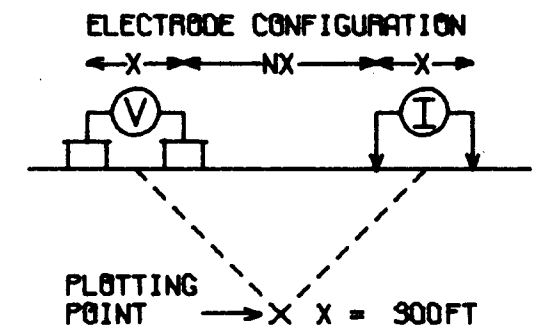 ELECTRODE CONFIGURATION
X NX X
V I
PLOTTING
POINT X X = 300FT